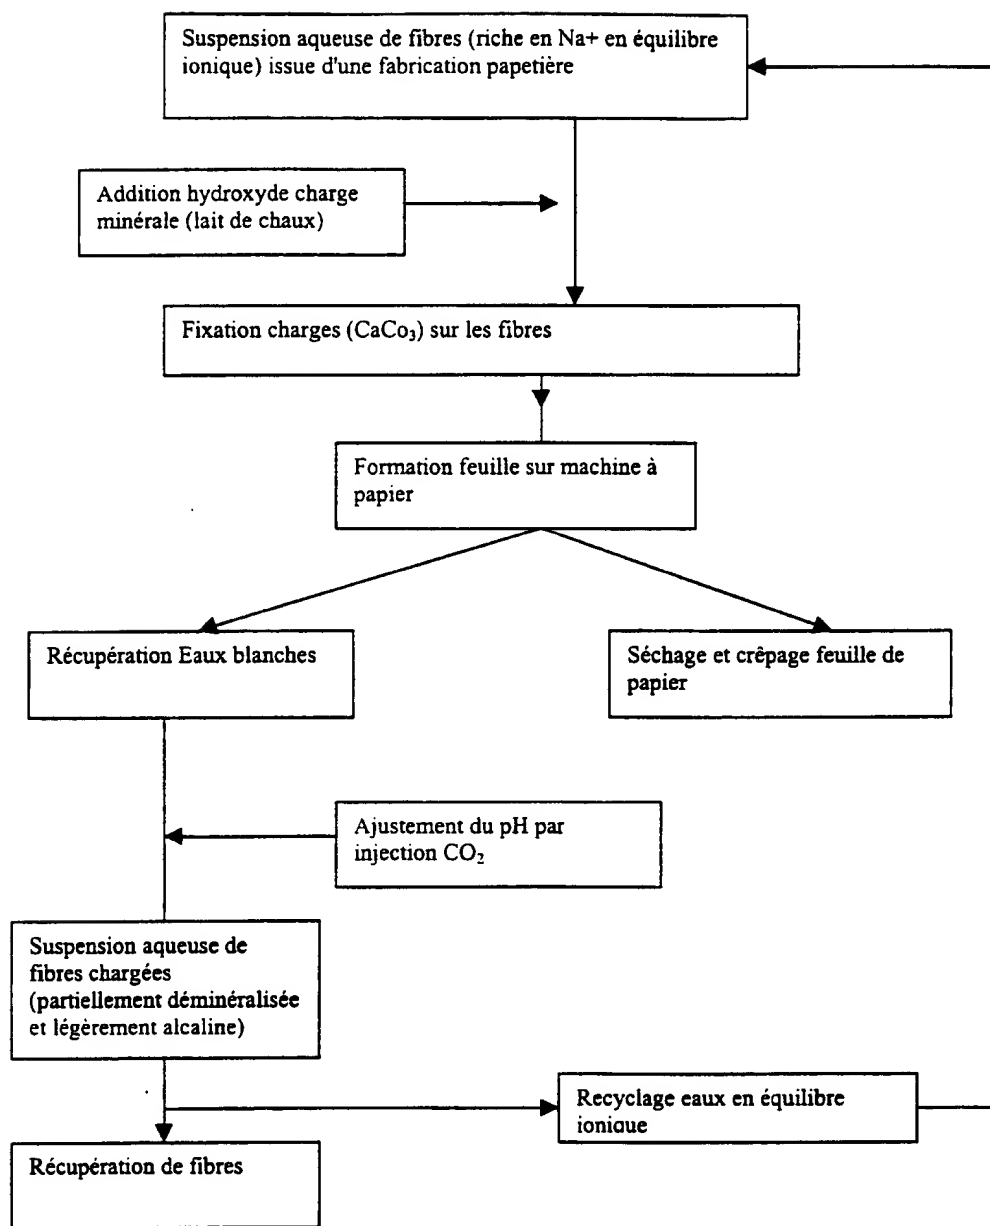 Suspension aqueuse de fibres (riche en Na+ en équilibre
ionique) issue d'une fabrication papetière
Addition hydroxyde charge
minérale (lait de chaux)
Fixation charges (CaCo₃) sur les fibres
Formation feuille sur machine à
papier
Récupération Eaux blanches
Séchage et crêpage feuille de
papier
Ajustement du pH par
injection CO₂
Suspension aqueuse de
fibres chargées
(partiellement déminéralisée
et légèrement alcaline)
Recyclage eaux en équilibre
ionique
Récupération de fibres